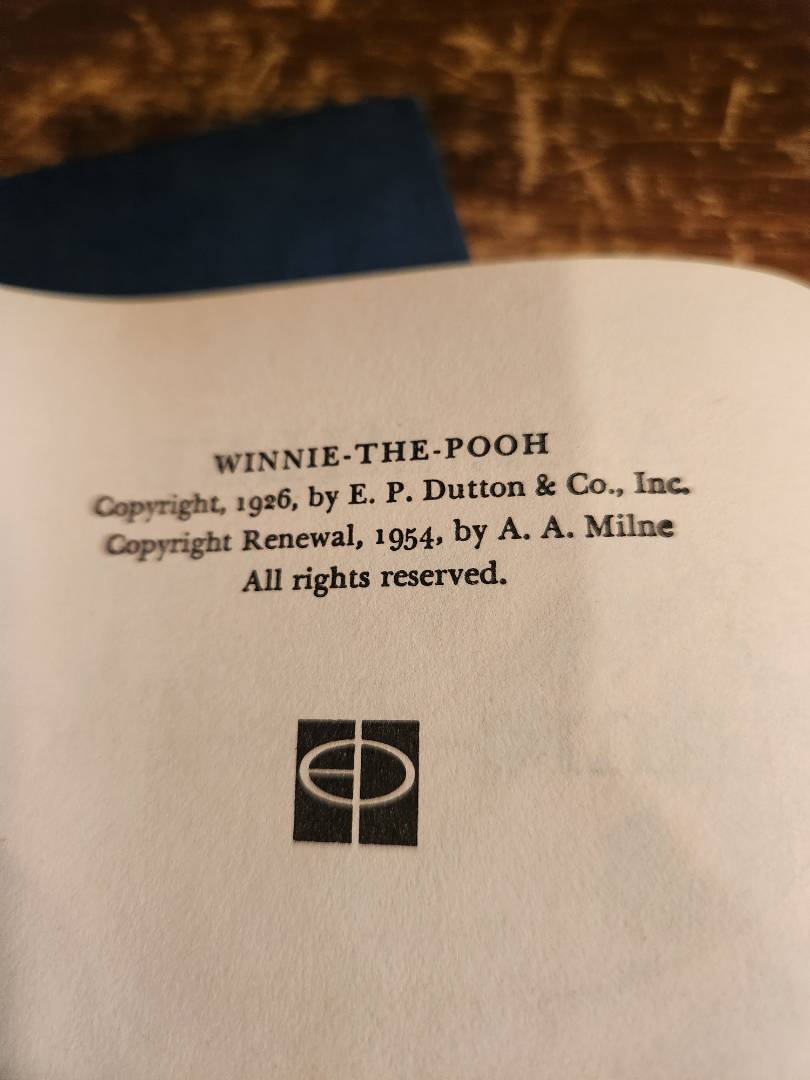 WINNIE-THE-POOH
Copyright, 1926, by E. P. Dutton & Co., Inc.
Copyright Renewal, 1954, by A. A. Milne
All rights reserved.